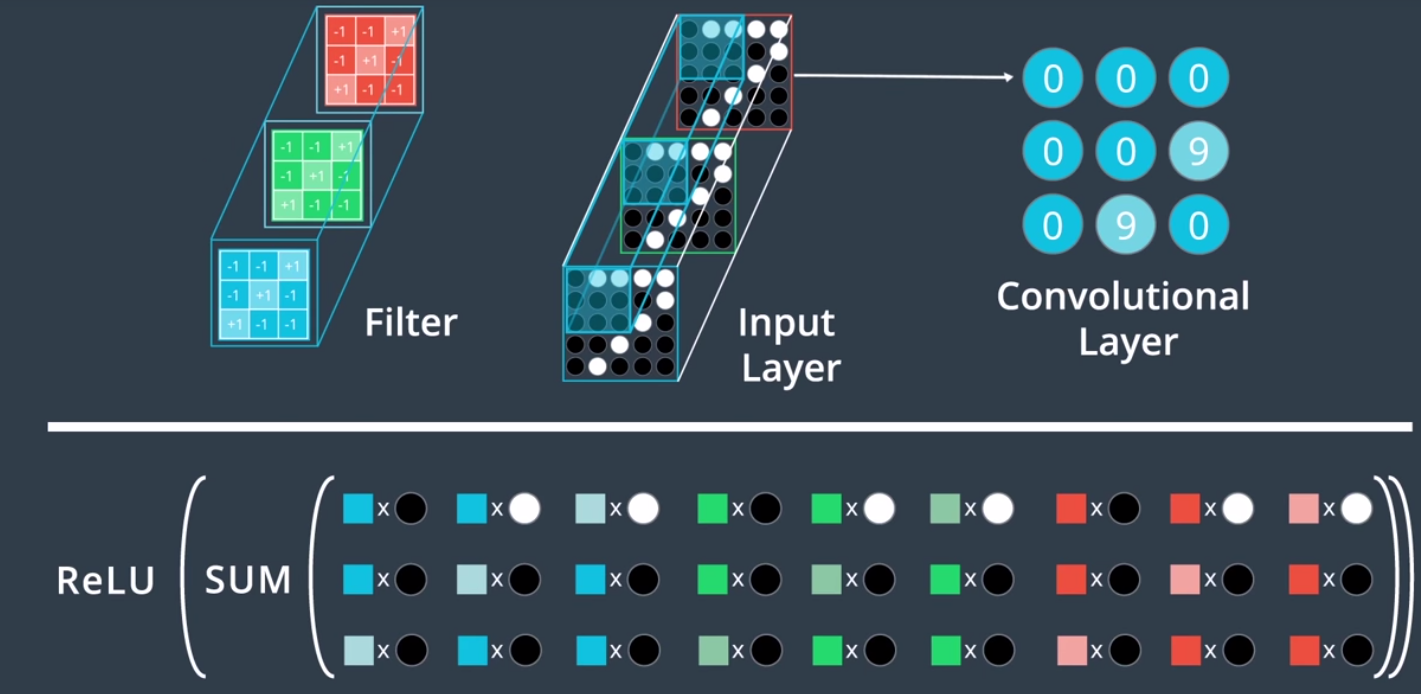 -1 -1 +1
-1 +1 -1
+1 -1 -1
-1 -1 +1
-1 +1 -1
+1 -1 -1
-1 -1 +1
-1 +1 -1
+1 -1 -1
Filter
Input
Layer
0 0 0
0 0 9
0 9 0
Convolutional
Layer
ReLU ( SUM (
x x x x x x x x x
x x x x x x x x x
x x x x x x x x x
))